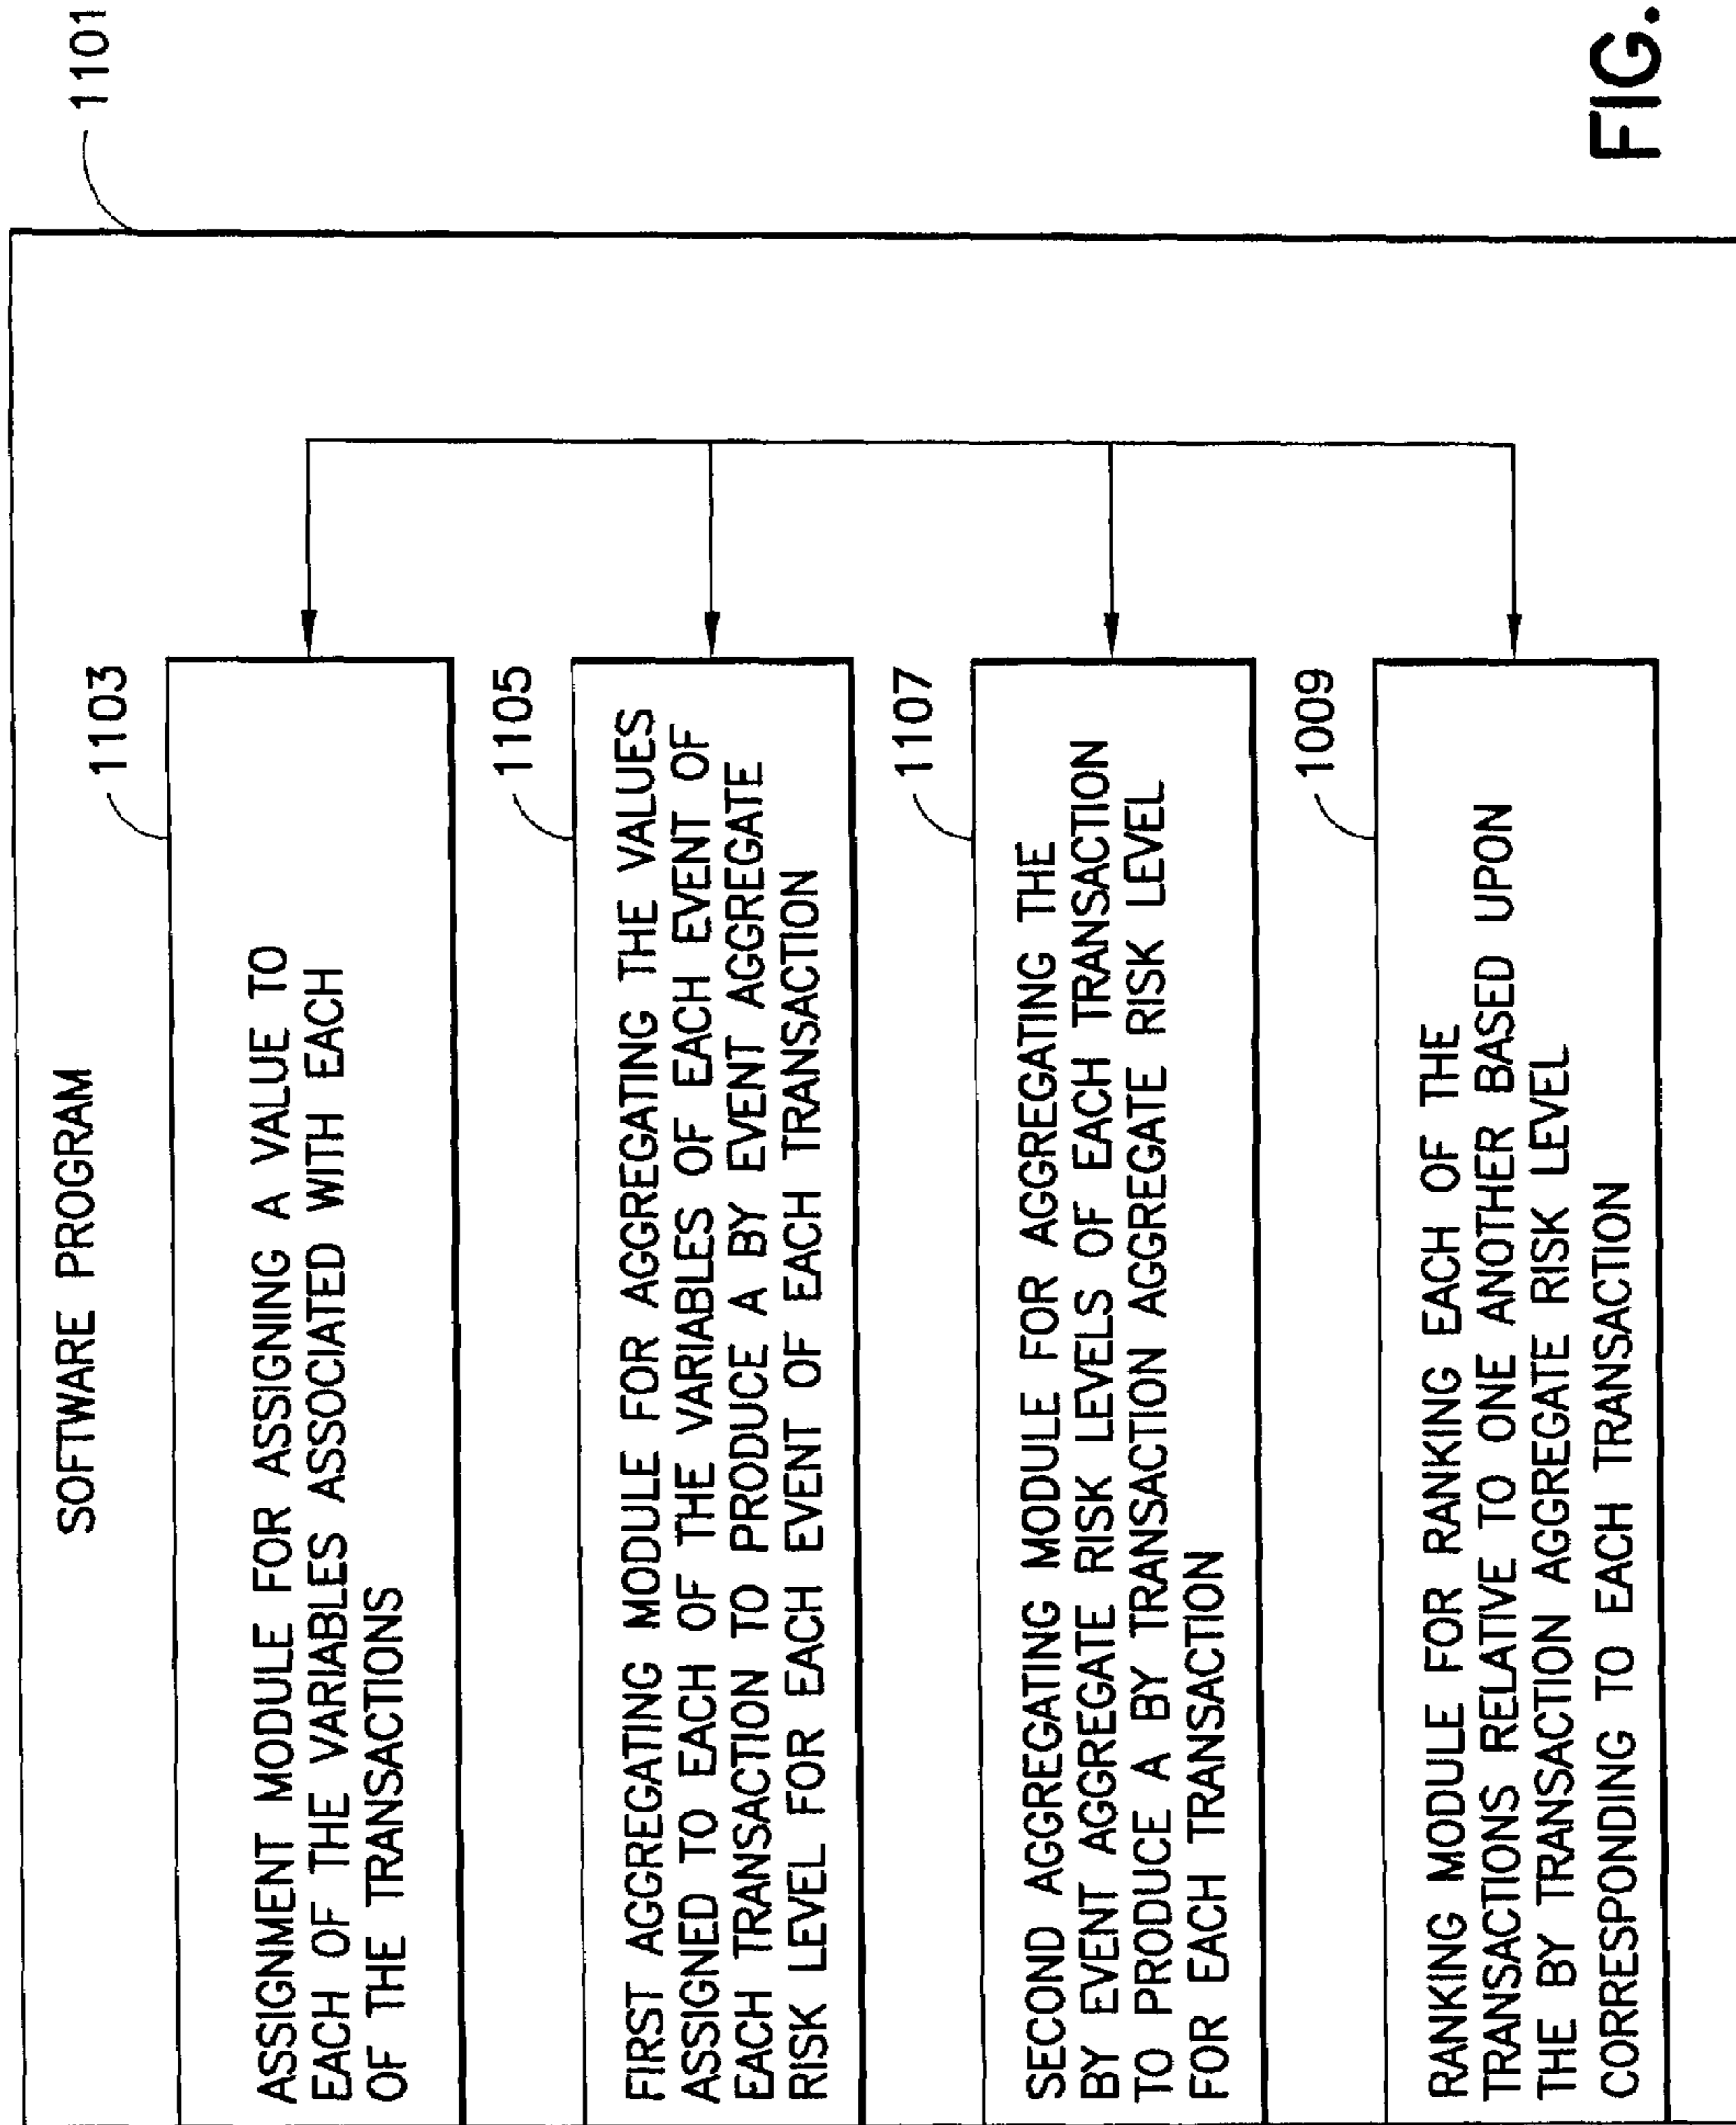 1101
SOFTWARE PROGRAM
1103
ASSIGNMENT MODULE FOR ASSIGNING A VALUE TO
EACH OF THE VARIABLES ASSOCIATED WITH EACH
OF THE TRANSACTIONS
1105
FIRST AGGREGATING MODULE FOR AGGREGATING THE VALUES
ASSIGNED TO EACH OF THE VARIABLES OF EACH EVENT OF
EACH TRANSACTION TO PRODUCE A BY EVENT AGGREGATE
RISK LEVEL FOR EACH EVENT OF EACH TRANSACTION
1107
SECOND AGGREGATING MODULE FOR AGGREGATING THE
BY EVENT AGGREGATE RISK LEVELS OF EACH TRANSACTION
TO PRODUCE A BY TRANSACTION AGGREGATE RISK LEVEL
FOR EACH TRANSACTION
1009
RANKING MODULE FOR RANKING EACH OF THE
TRANSACTIONS RELATIVE TO ONE ANOTHER BASED UPON
THE BY TRANSACTION AGGREGATE RISK LEVEL
CORRESPONDING TO EACH TRANSACTION
FIG.